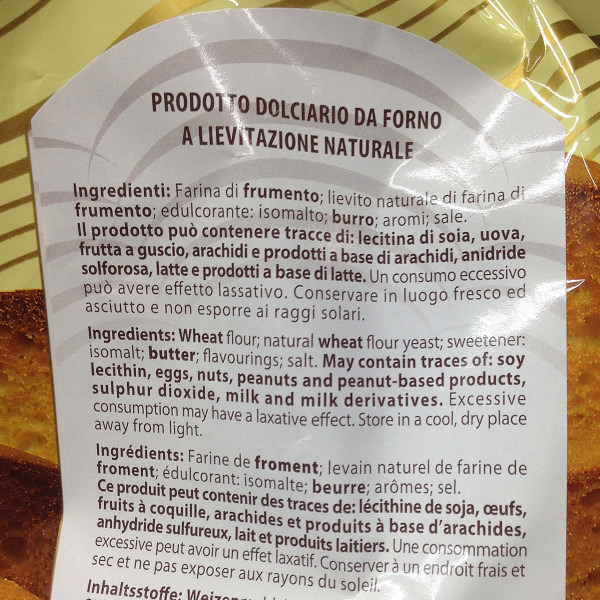 PRODOTTO DOLCIARIO DA FORNO
A LIEVITAZIONE NATURALE
Ingredienti: Farina di frumento; lievito naturale di farina di
frumento; edulcorante: isomalto; burro; aromi; sale.
Il prodotto può contenere tracce di: lecitina di soia, uova,
frutta a guscio, arachidi e prodotti a base di arachidi, anidride
solforosa, latte e prodotti a base di latte. Un consumo eccessivo
può avere effetto lassativo. Conservare in luogo fresco ed
asciutto e non esporre ai raggi solari.
Ingredients: Wheat flour; natural wheat flour yeast; sweetener:
isomalt; butter; flavourings; salt. May contain traces of: soy
lecithin, eggs, nuts, peanuts and peanut-based products,
sulphur dioxide, milk and milk derivatives. Excessive
consumption may have a laxative effect. Store in a cool, dry place
away from light.
Ingrédients: Farine de froment; levain naturel de farine de
froment; édulcorant: isomalte; beurre; arômes; sel.
Ce produit peut contenir des traces de: lécithine de soja, œufs,
fruits à coquille, arachides et produits à base d'arachides,
anhydride sulfureux, lait et produits laitiers. Une consommation
excessive peut avoir un effet laxatif. Conserver à un endroit frais et
sec et ne pas exposer aux rayons du soleil.
Inhaltsstoffe: